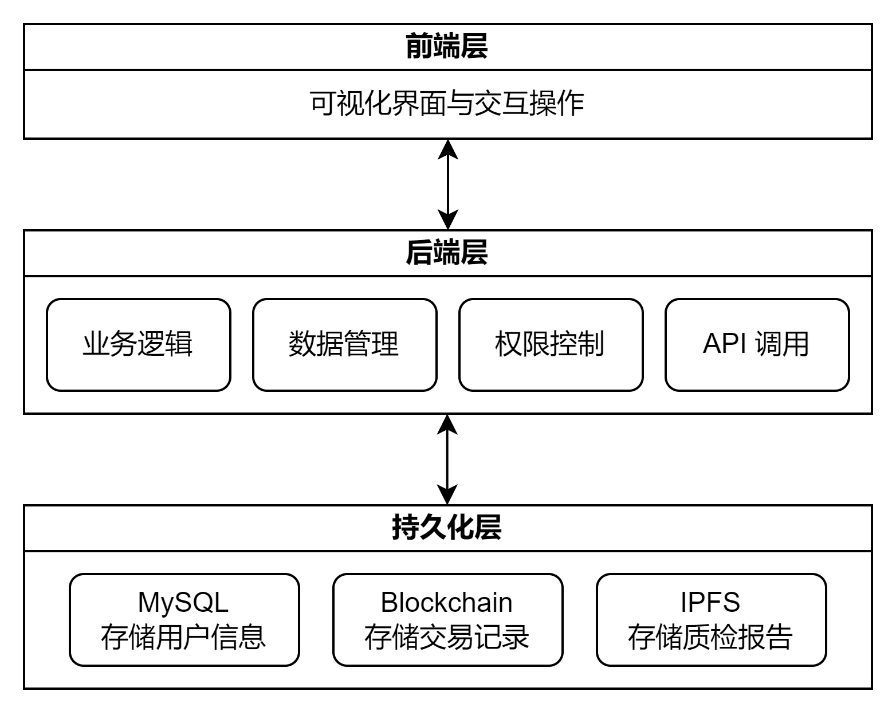 前端层
可视化界面与交互操作
后端层
业务逻辑
数据管理
权限控制
API 调用
持久化层
MySQL
存储用户信息
Blockchain
存储交易记录
IPFS
存储质检报告